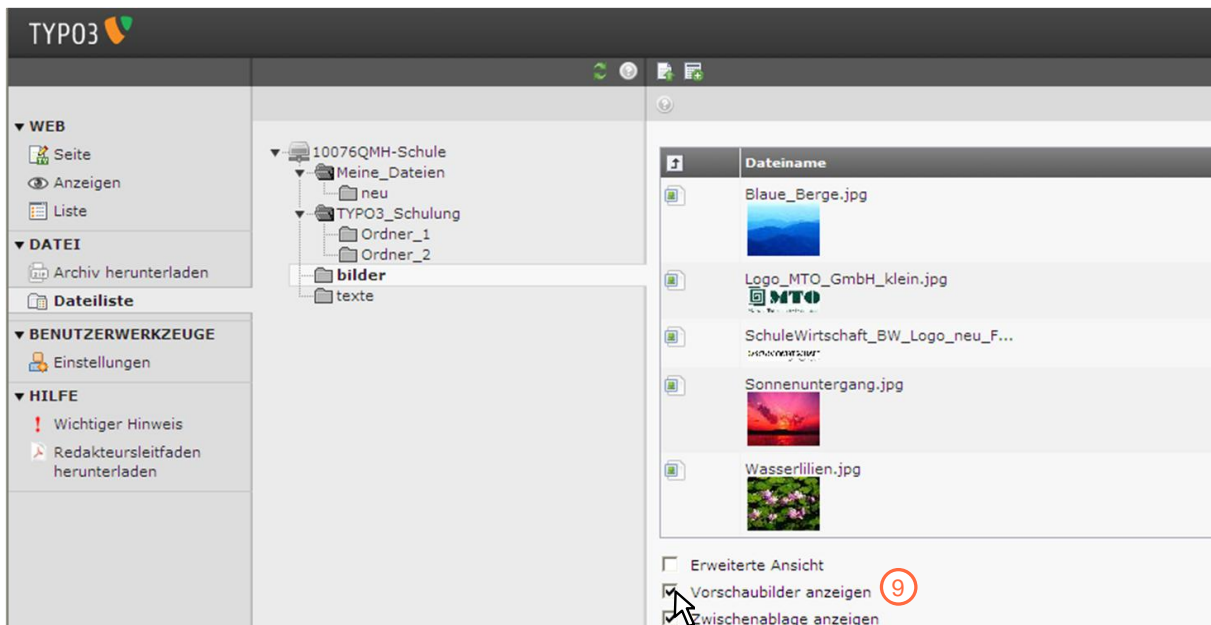 TYPO3
WEB
Seite
Anzeigen
Liste
DATEI
Archiv herunterladen
Dateiliste
BENUTZERWERKZEUGE
Einstellungen
HILFE
Wichtiger Hinweis
Redakteursleitfaden
herunterladen
10076QMH-Schule
Meine_Dateien
neu
TYPO3_Schulung
Ordner_1
Ordner_2
bilder
texte
Dateiname
Blaue_Berge.jpg
Logo_MTO_GmbH_klein.jpg
MTO
SchuleWirtschaft_BW_Logo_neu_F...
Sonnenuntergang.jpg
Wasserlilien.jpg
Erweiterte Ansicht
Vorschaubilder anzeigen 9
Zwischenablage anzeigen